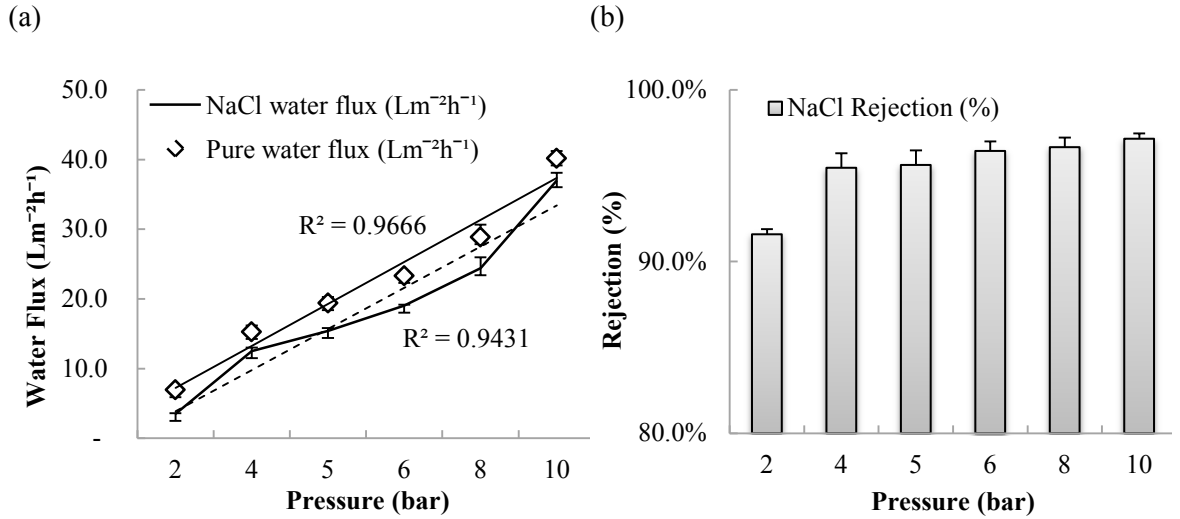 (a)
50.0
40.0
30.0
20.0
10.0
-
Water Flux (Lm⁻²h⁻¹)
NaCl water flux (Lm⁻²h⁻¹)
Pure water flux (Lm⁻²h⁻¹)
R² = 0.9666
R² = 0.9431
2 4 5 6 8 10
Pressure (bar)
(b)
100.0%
90.0%
80.0%
Rejection (%)
NaCl Rejection (%)
2 4 5 6 8 10
Pressure (bar)